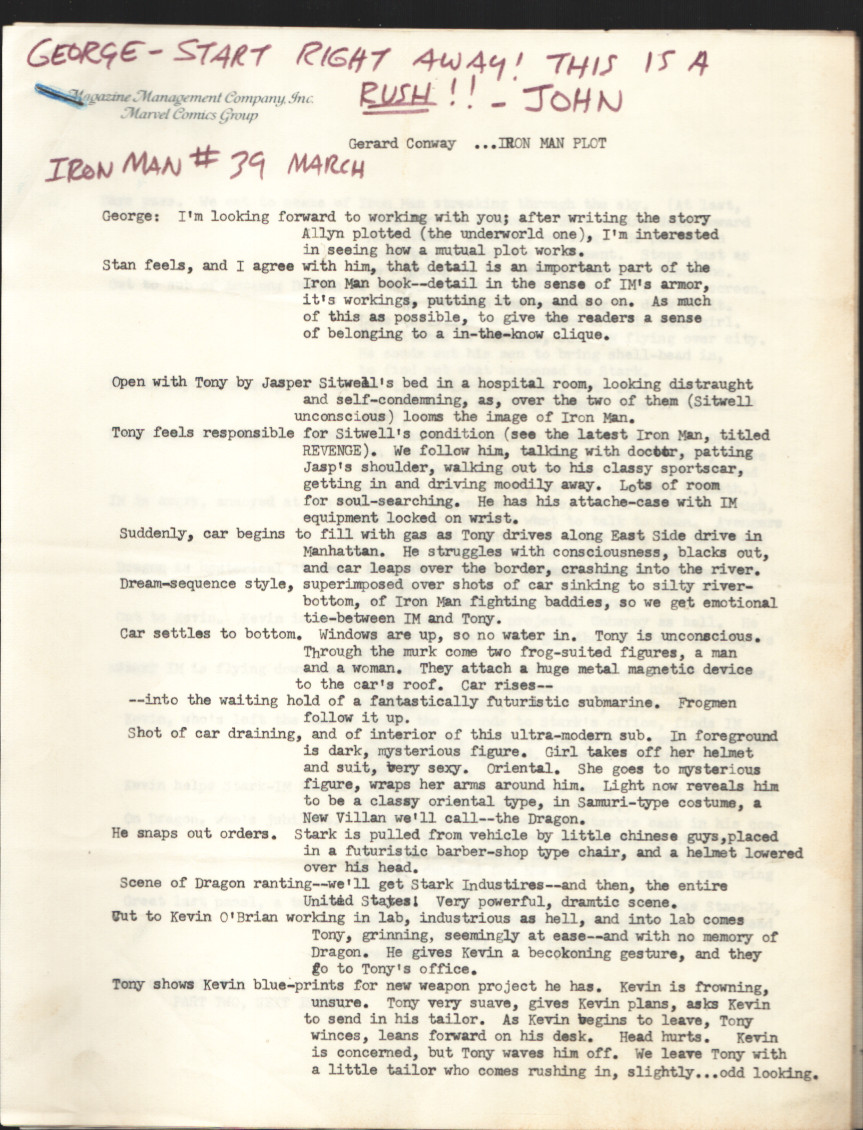 GEORGE - START RIGHT AWAY! THIS IS A
RUSH!! - JOHN
Magazine Management Company, Inc.
Marvel Comics Group
Gerard Conway ...IRON MAN PLOT
IRON MAN # 39 MARCH
George: I'm looking forward to working with you; after writing the story
Allyn plotted (the underworld one), I'm interested
in seeing how a mutual plot works.
Stan feels, and I agree with him, that detail is an important part of the
Iron Man book--detail in the sense of IM's armor,
it's workings, putting it on, and so on. As much
of this as possible, to give the readers a sense
of belonging to a in-the-know clique.
Open with Tony by Jasper Sitwell's bed in a hospital room, looking distraught
and self-condemning, as, over the two of them (Sitwell
unconscious) looms the image of Iron Man.
Tony feels responsible for Sitwell's condition (see the latest Iron Man, titled
REVENGE). We follow him, talking with doctor, patting
Jasp's shoulder, walking out to his classy sportscar,
getting in and driving moodily away. Lots of room
for soul-searching. He has his attache-case with IM
equipment locked on wrist.
Suddenly, car begins to fill with gas as Tony drives along East Side drive in
Manhattan. He struggles with consciousness, blacks out,
and car leaps over the border, crashing into the river.
Dream-sequence style, superimposed over shots of car sinking to silty river-
bottom, of Iron Man fighting baddies, so we get emotional
tie-between IM and Tony.
Car settles to bottom. Windows are up, so no water in. Tony is unconscious.
Through the murk come two frog-suited figures, a man
and a woman. They attach a huge metal magnetic device
to the car's roof. Car rises--
--into the waiting hold of a fantastically futuristic submarine. Frogmen
follow it up.
Shot of car draining, and of interior of this ultra-modern sub. In foreground
is dark, mysterious figure. Girl takes off her helmet
and suit, very sexy. Oriental. She goes to mysterious
figure, wraps her arms around him. Light now reveals him
to be a classy oriental type, in Samuri-type costume, a
New Villan we'll call--the Dragon.
He snaps out orders. Stark is pulled from vehicle by little chinese guys,placed
in a futuristic barber-shop type chair, and a helmet lowered
over his head.
Scene of Dragon ranting--we'll get Stark Industires--and then, the entire
United States! Very powerful, dramtic scene.
Cut to Kevin O'Brian working in lab, industrious as hell, and into lab comes
Tony, grinning, seemingly at ease--and with no memory of
Dragon. He gives Kevin a becokoning gesture, and they
go to Tony's office.
Tony shows Kevin blue-prints for new weapon project he has. Kevin is frowning,
unsure. Tony very suave, gives Kevin plans, asks Kevin
to send in his tailor. As Kevin begins to leave, Tony
winces, leans forward on his desk. Head hurts. Kevin
is concerned, but Tony waves him off. We leave Tony with
a little tailor who comes rushing in, slightly...odd looking.